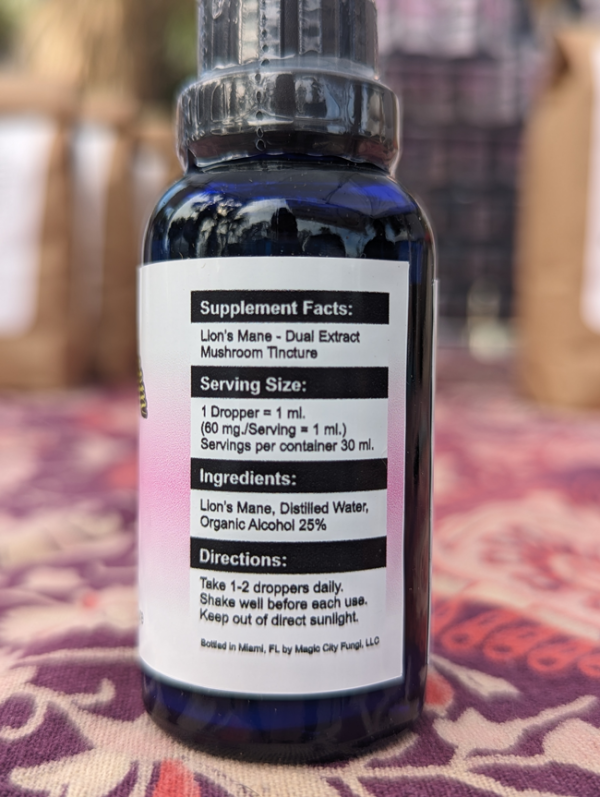 Supplement Facts:
Lion's Mane - Dual Extract
Mushroom Tincture
Serving Size:
1 Dropper = 1 ml.
(60 mg./Serving = 1 ml.)
Servings per container 30 ml.
Ingredients:
Lion's Mane, Distilled Water,
Organic Alcohol 25%
Directions:
Take 1-2 droppers daily.
Shake well before each use.
Keep out of direct sunlight.
Bottled in Miami, FL by Magic City Fungi, LLC